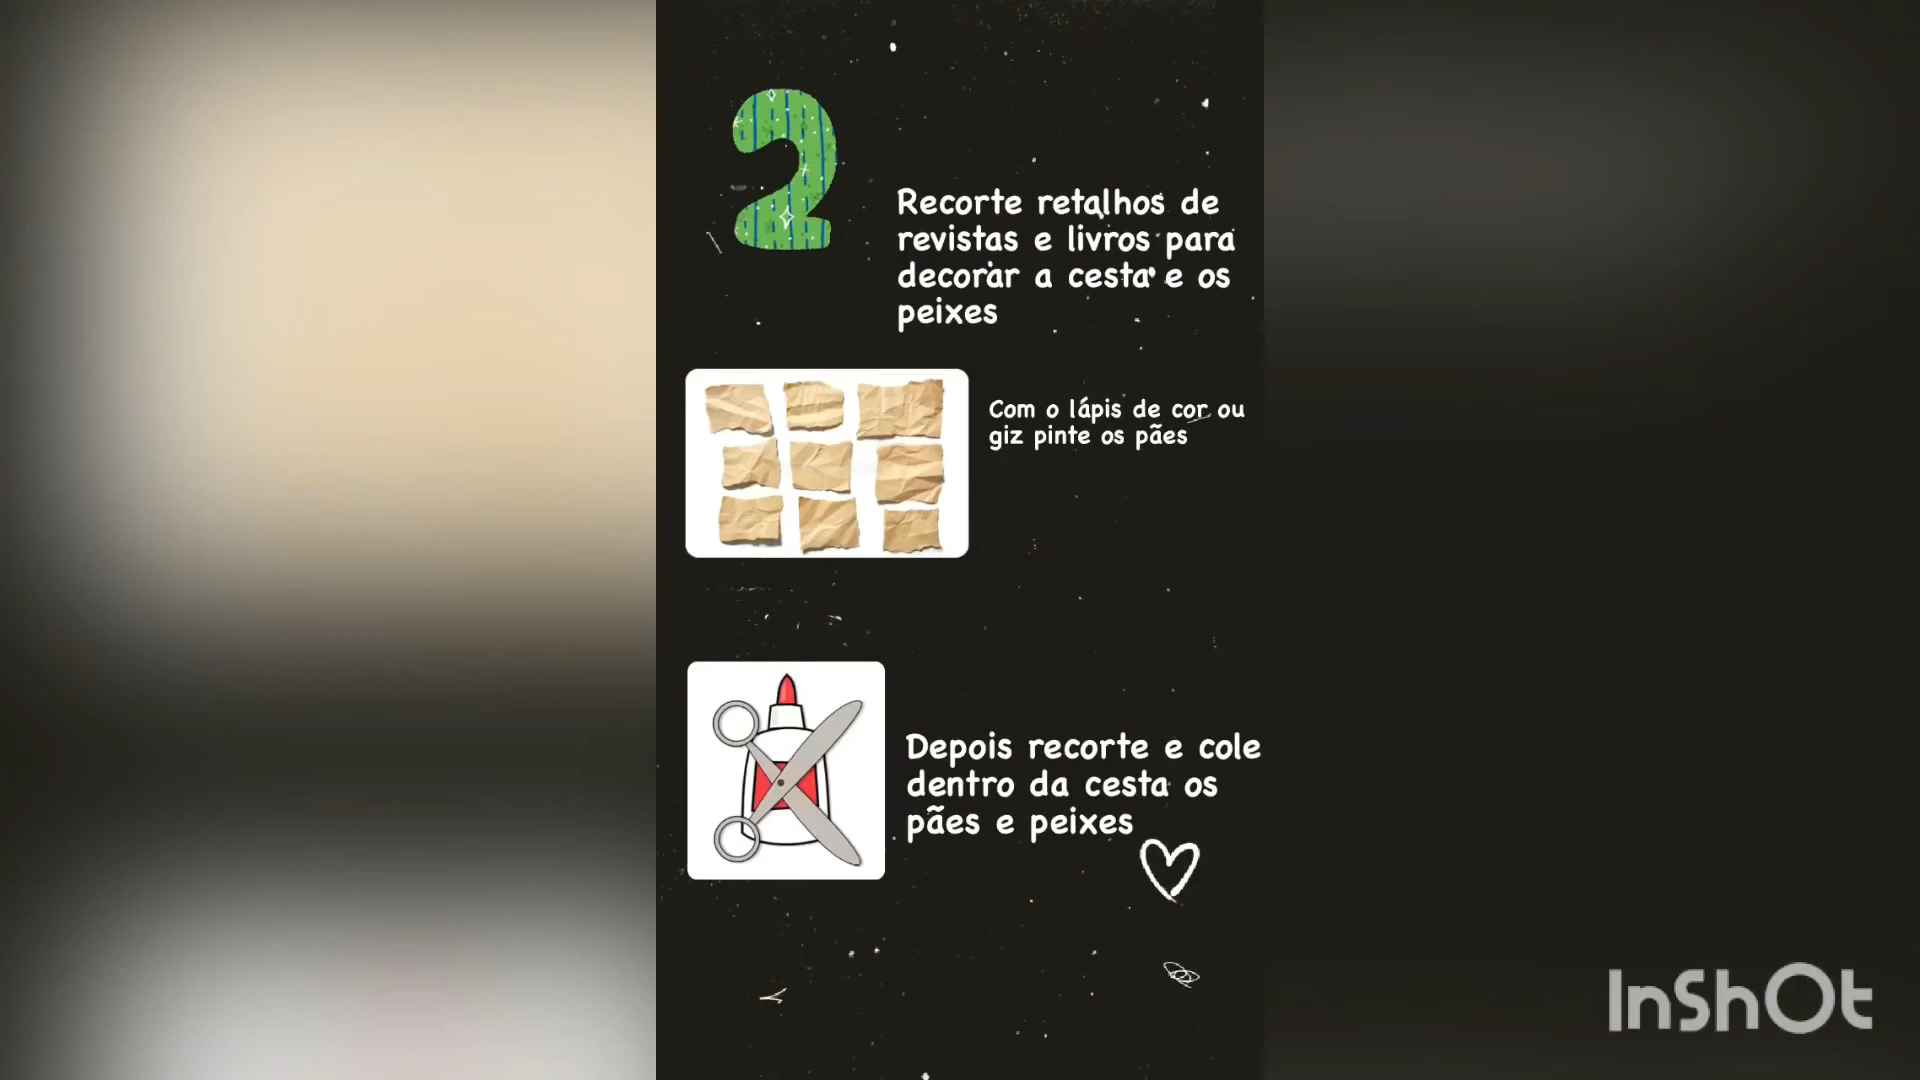 2
Recorte retalhos de
revistas e livros para
decorar a cesta e os
peixes
Com o lápis de cor ou
giz pinte os pães
Depois recorte e cole
dentro da cesta os
pães e peixes
InShOt